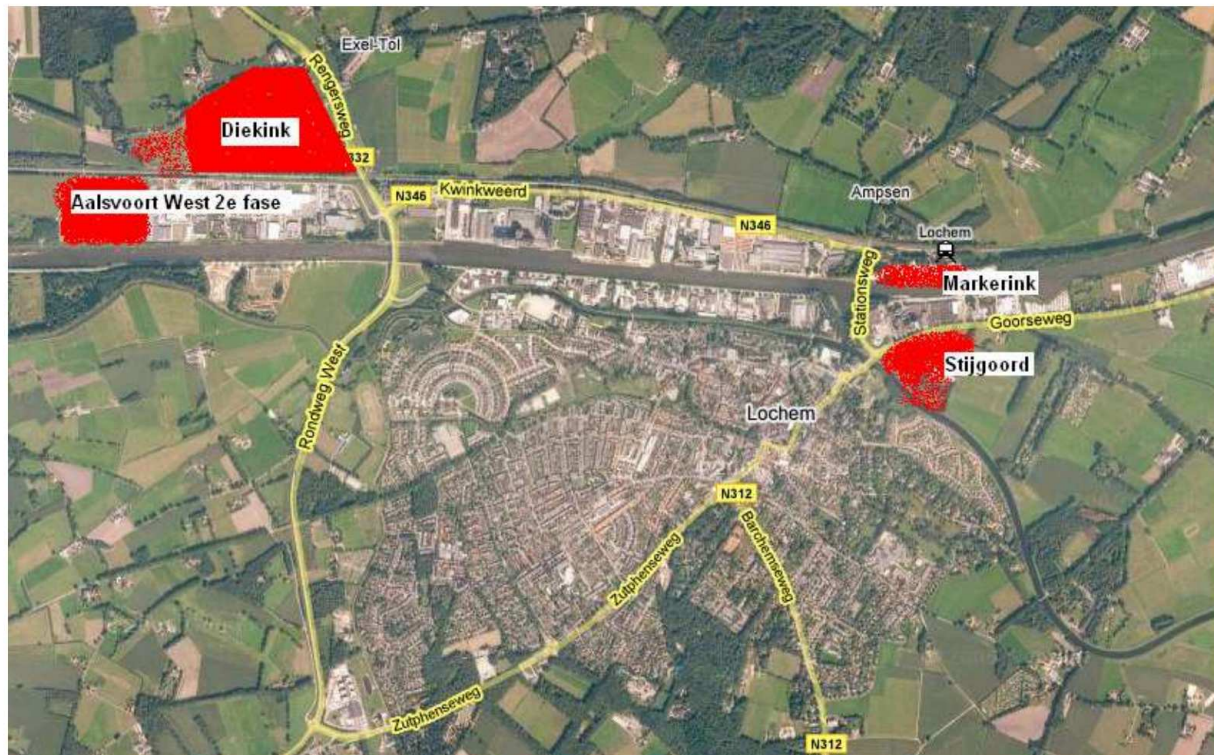 Exel-Tol
Rengersweg
Diekink
332
Aalsvoort West 2e fase
N346
Kwinkweerd
N346
Ampsen
Lochem
Stationsweg
Markerink
Goorseweg
Stijgoord
Rondweg West
Lochem
N312
Zutphenseweg
Barchemseweg
Zutphenseweg
N312